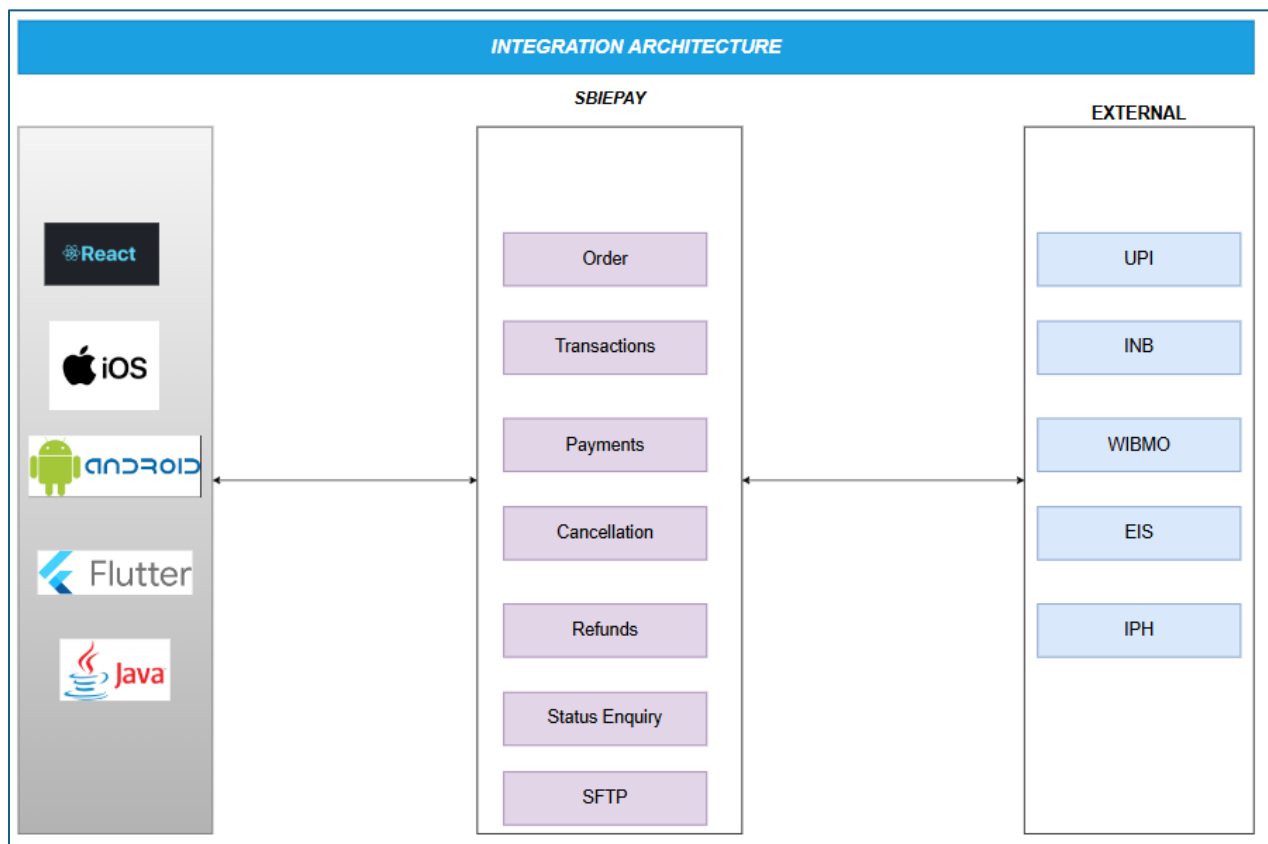 INTEGRATION ARCHITECTURE
SBIEPAY
EXTERNAL
React
iOS
ANDROID
Flutter
Java
Order
Transactions
Payments
Cancellation
Refunds
Status Enquiry
SFTP
UPI
INB
WIBMO
EIS
IPH